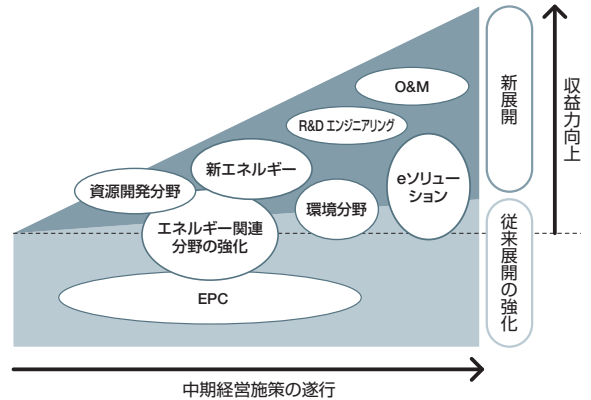 O&M
R&D エンジニアリング
新エネルギー
eソリュー
ション
資源開発分野
環境分野
エネルギー関連
分野の強化
EPC
新展開
従来展開の強化
収益力向上
中期経営施策の遂行